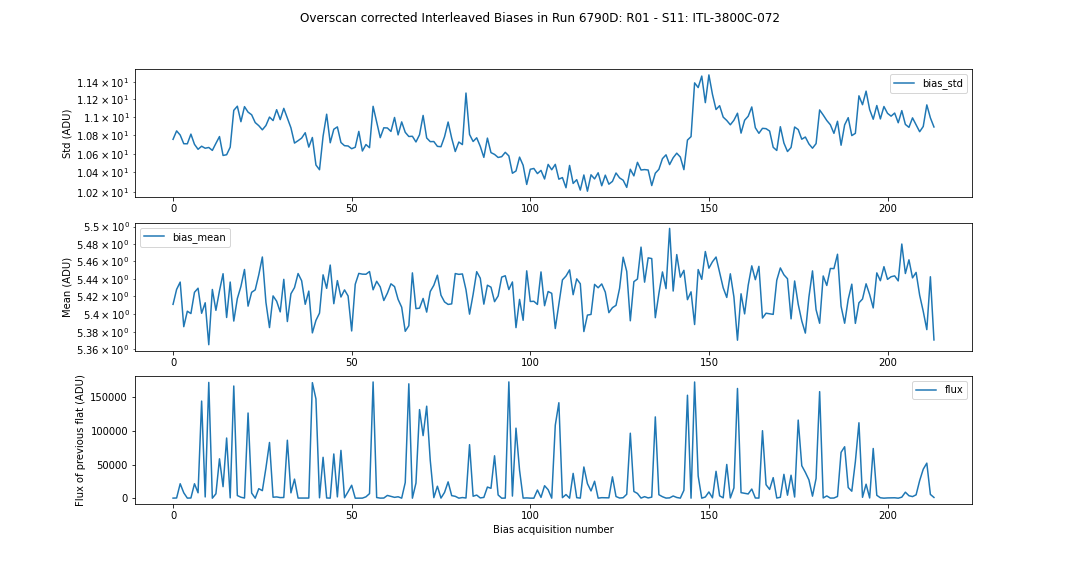 Overscan corrected Interleaved Biases in Run 6790D: R01 - S11: ITL-3800C-072
Std (ADU)
1.14 × 10¹
1.12 × 10¹
1.1 × 10¹
1.08 × 10¹
1.06 × 10¹
1.04 × 10¹
1.02 × 10¹
bias_std
0 50 100 150 200
Mean (ADU)
5.5 × 10⁰
5.48 × 10⁰
5.46 × 10⁰
5.44 × 10⁰
5.42 × 10⁰
5.4 × 10⁰
5.38 × 10⁰
5.36 × 10⁰
bias_mean
0 50 100 150 200
Flux of previous flat (ADU)
150000
100000
50000
0
flux
0 50 100 150 200
Bias acquisition number